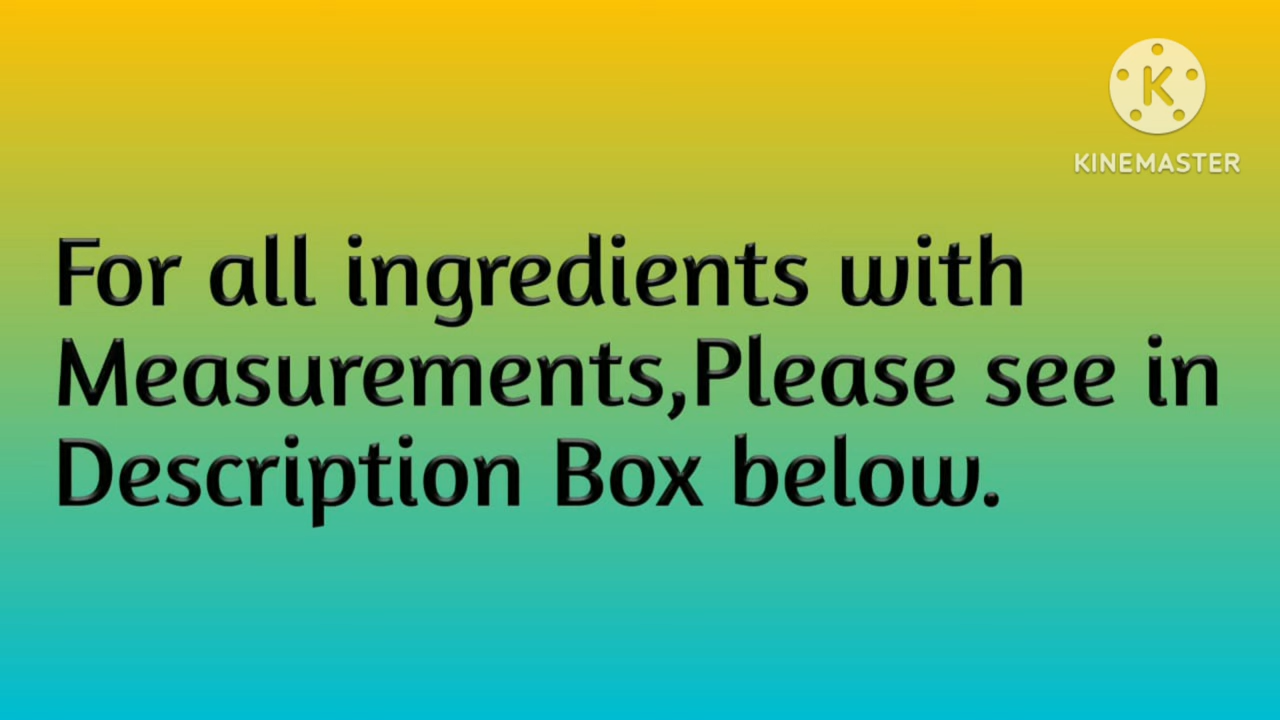 K
KINEMASTER
For all ingredients with
Measurements,Please see in
Description Box below.